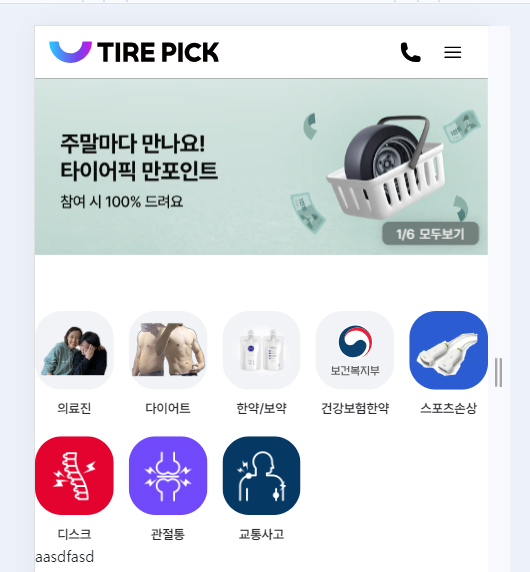 TIRE PICK
주말마다 만나요!
타이어픽 만포인트
참여 시 100% 드려요
1/6 모두보기
보건복지부
의료진
다이어트
한약/보약
건강보험한약
스포츠손상
디스크
관절통
교통사고
aasdfasd